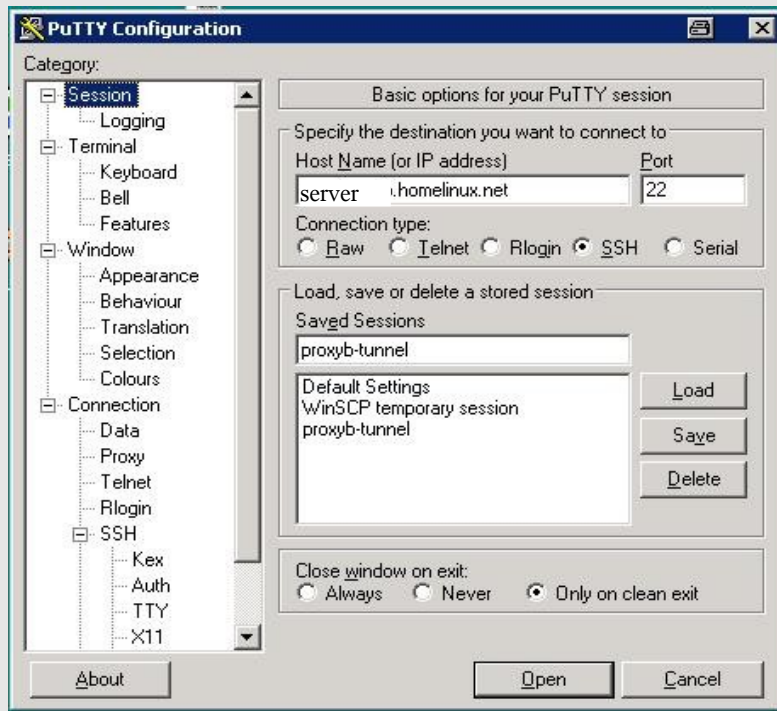 PuTTY Configuration
Category:
Session
Logging
Terminal
Keyboard
Bell
Features
Window
Appearance
Behaviour
Translation
Selection
Colours
Connection
Data
Proxy
Telnet
Rlogin
SSH
Kex
Auth
TTY
X11
Basic options for your PuTTY session
Specify the destination you want to connect to
Host Name (or IP address) Port
server .homelinux.net 22
Connection type:
Raw Telnet Rlogin SSH Serial
Load, save or delete a stored session
Saved Sessions
proxyb-tunnel
Default Settings
WinSCP temporary session
proxyb-tunnel
Load
Save
Delete
Close window on exit:
Always Never Only on clean exit
About Open Cancel